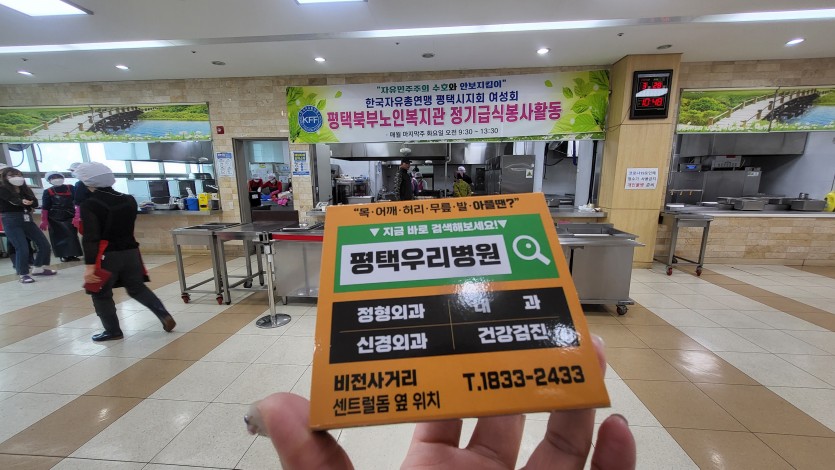 "자유민주주의 수호와 안보지킴이"
한국자유총연맹 평택시지회 여성회
KFF
평택북부노인복지관 정기급식봉사활동
- 매월 마지막주 화요일 오전 9:30 ~ 13:30
10:48
"목·어깨·허리·무릎·발 아플땐?"
▼지금 바로 검색해보세요!▼
평택우리병원
정형외과 내 과
신경외과 건강검진
비전사거리 T.1833-2433
센트럴돔 옆 위치